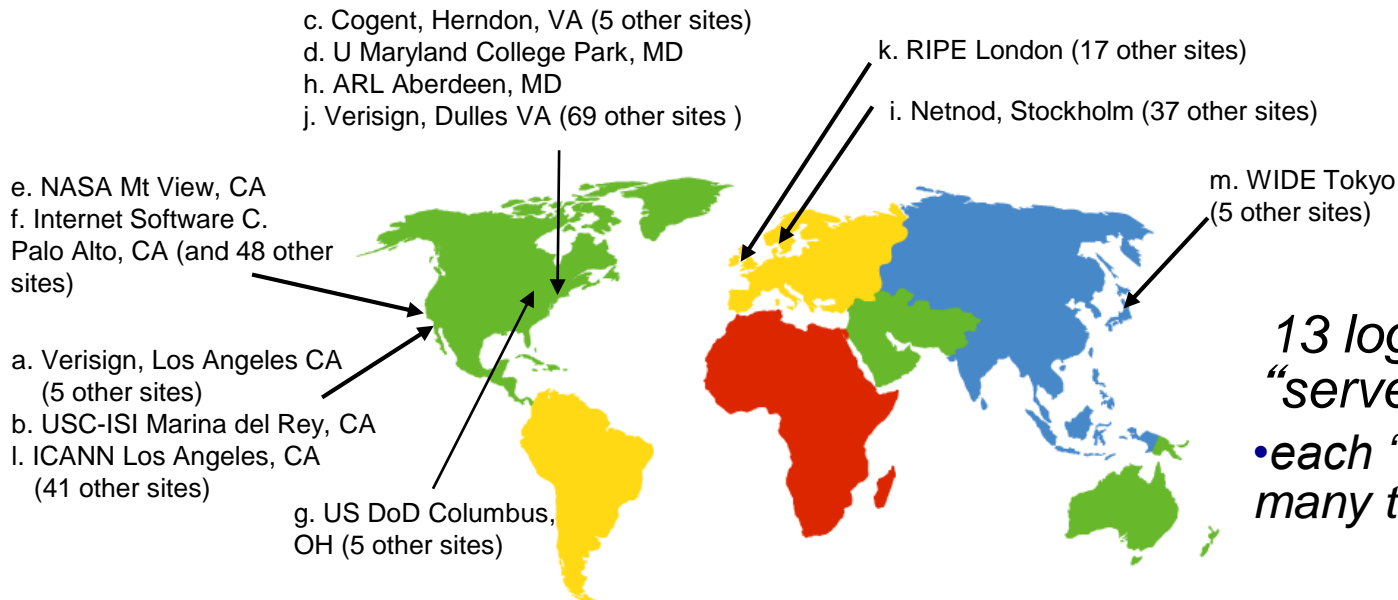 c. Cogent, Herndon, VA (5 other sites)
d. U Maryland College Park, MD
h. ARL Aberdeen, MD
j. Verisign, Dulles VA (69 other sites )
k. RIPE London (17 other sites)
i. Netnod, Stockholm (37 other sites)
e. NASA Mt View, CA
f. Internet Software C.
Palo Alto, CA (and 48 other
sites)
m. WIDE Tokyo
(5 other sites)
a. Verisign, Los Angeles CA
(5 other sites)
b. USC-ISI Marina del Rey, CA
l. ICANN Los Angeles, CA
(41 other sites)
g. US DoD Columbus,
OH (5 other sites)
13 log
“serve
•each “
many t